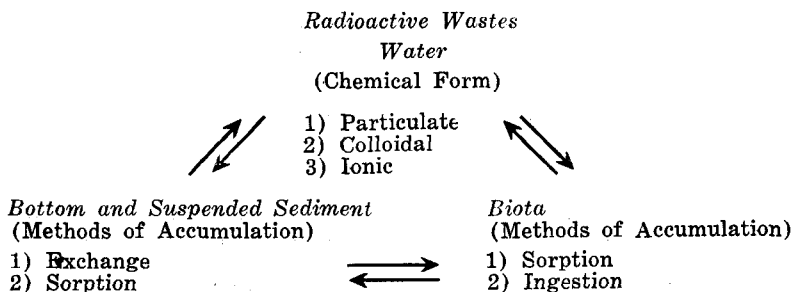 Radioactive Wastes
Water
(Chemical Form)
1) Particulate
2) Colloidal
3) Ionic
Bottom and Suspended Sediment
(Methods of Accumulation)
1) Exchange
2) Sorption
Biota
(Methods of Accumulation)
1) Sorption
2) Ingestion